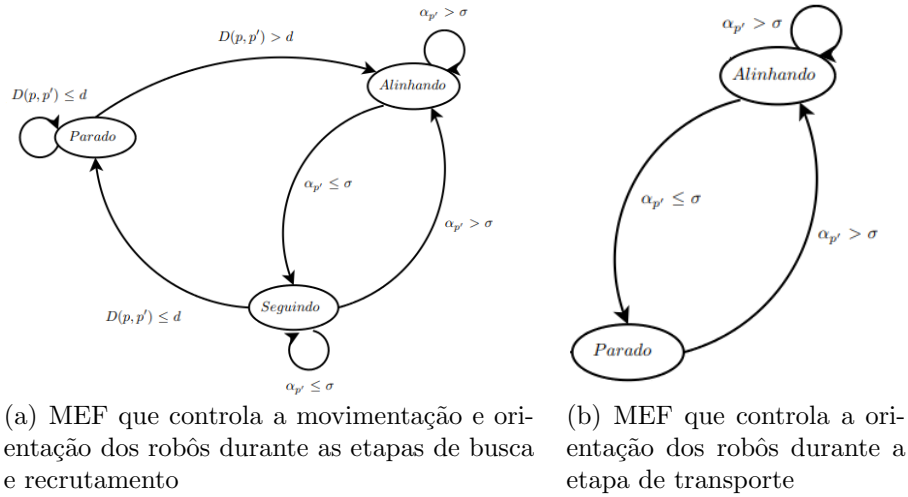 α_{p'} > σ
D(p, p') > d
Alinhando
D(p, p') ≤ d
Parado
α_{p'} ≤ σ
α_{p'} > σ
Seguindo
D(p, p') ≤ d
α_{p'} ≤ σ
(a) MEF que controla a movimentação e ori-
entação dos robôs durante as etapas de busca
e recrutamento
α_{p'} > σ
Alinhando
α_{p'} ≤ σ
α_{p'} > σ
Parado
(b) MEF que controla a ori-
entação dos robôs durante a
etapa de transporte